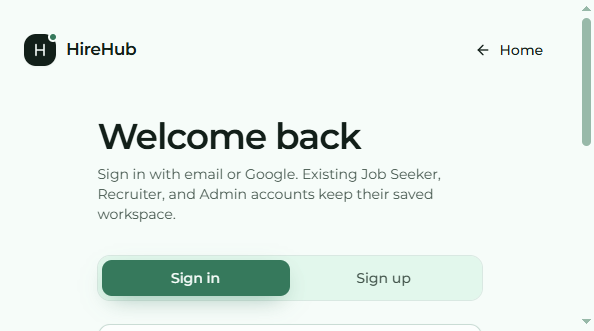 H HireHub
← Home
Welcome back
Sign in with email or Google. Existing Job Seeker,
Recruiter, and Admin accounts keep their saved
workspace.
Sign in
Sign up